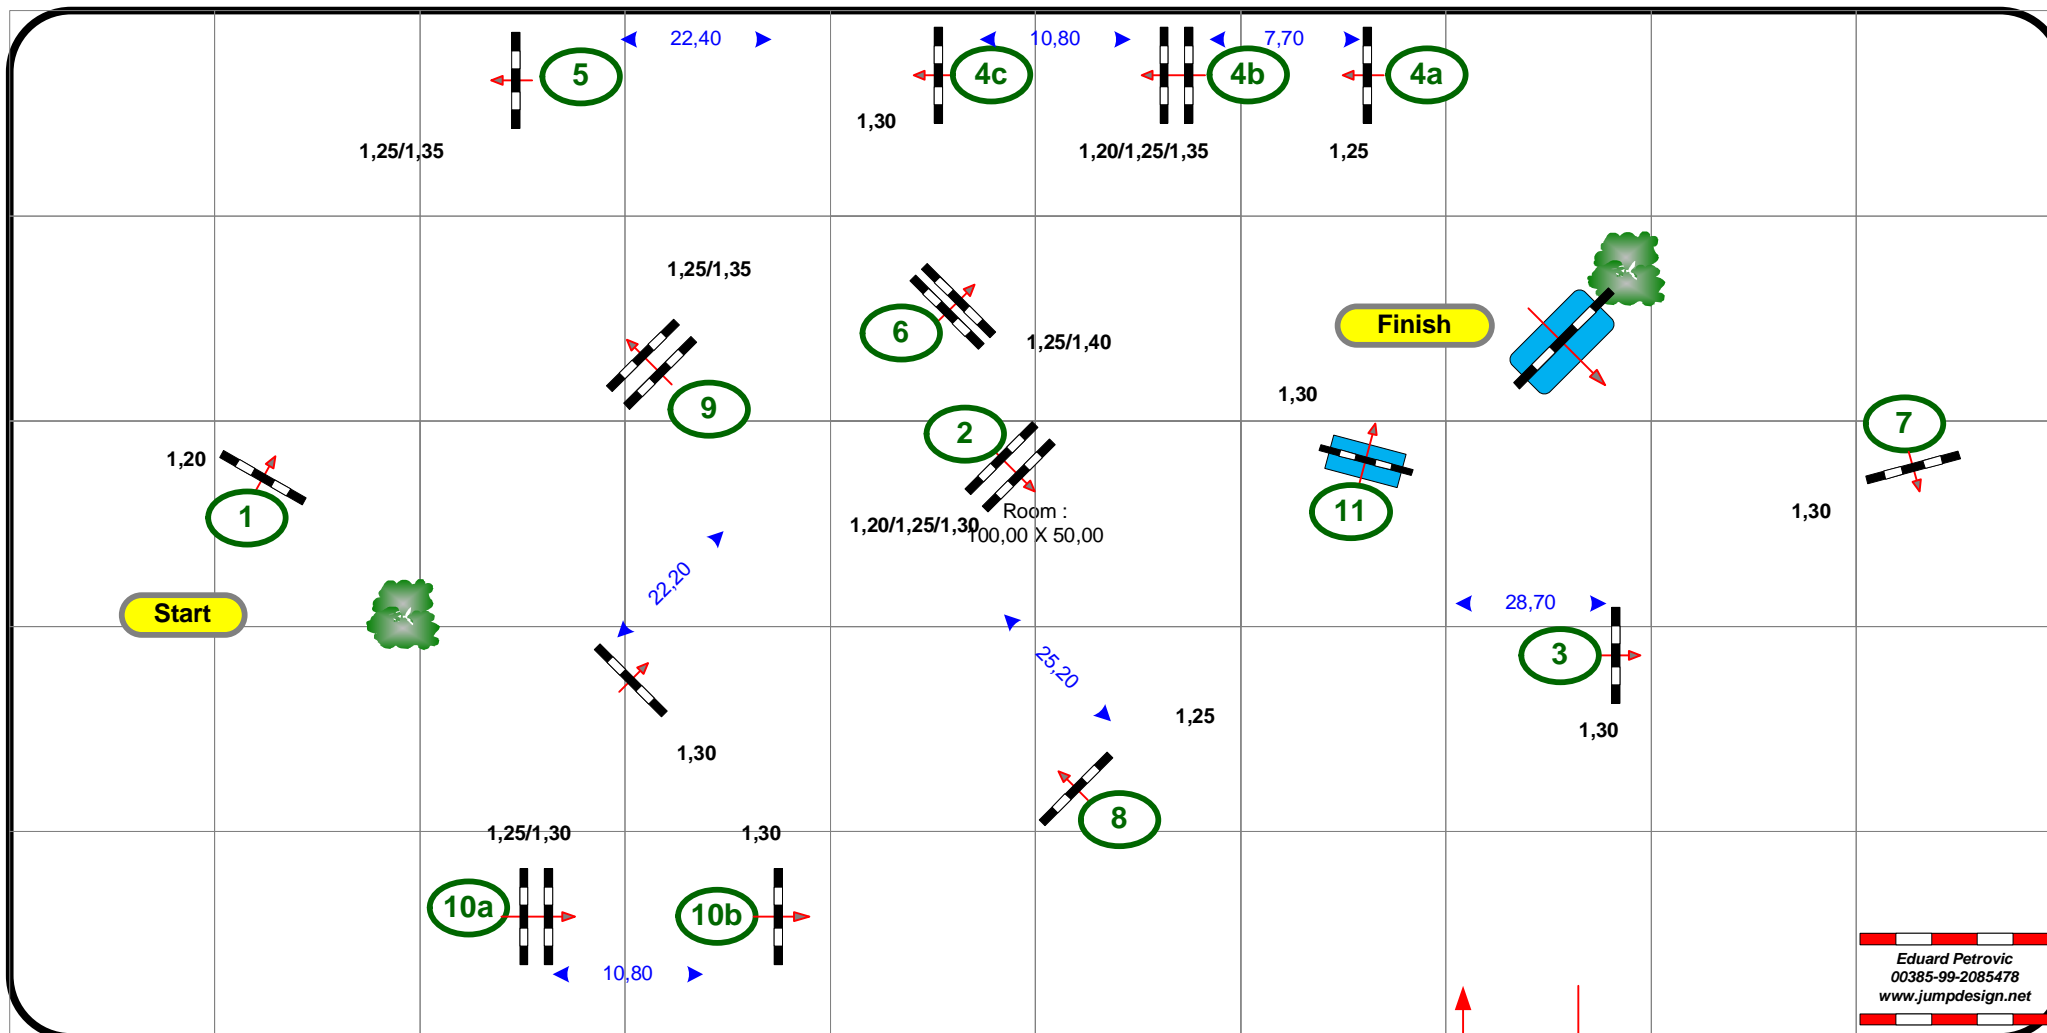 22,40
10,80
7,70
5
4c
4b
4a
1,30
1,25/1,35
1,20/1,25/1,35
1,25
1,25/1,35
6
Finish
1,25/1,40
1,30
9
7
2
1,20
1
11
1,30
1,20/1,25/1,30
Room :
100,00 X 50,00
22,20
Start
28,70
3
25,20
1,25
1,30
1,30
8
1,25/1,30
1,30
10a
10b
10,80
Eduard Petrovic
00385-99-2085478
www.jumpdesign.net